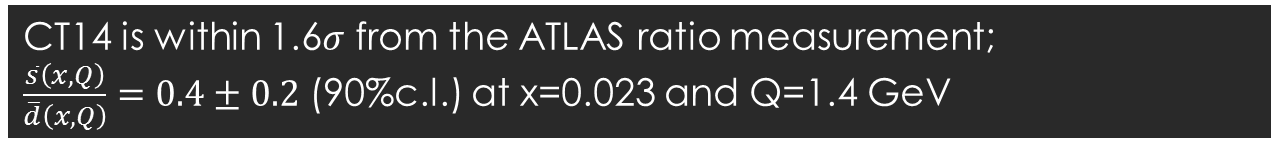 CT14 is within 1.6σ from the ATLAS ratio measurement;
s̄(x,Q)/d̄(x,Q) = 0.4 ± 0.2 (90%c.l.) at x=0.023 and Q=1.4 GeV